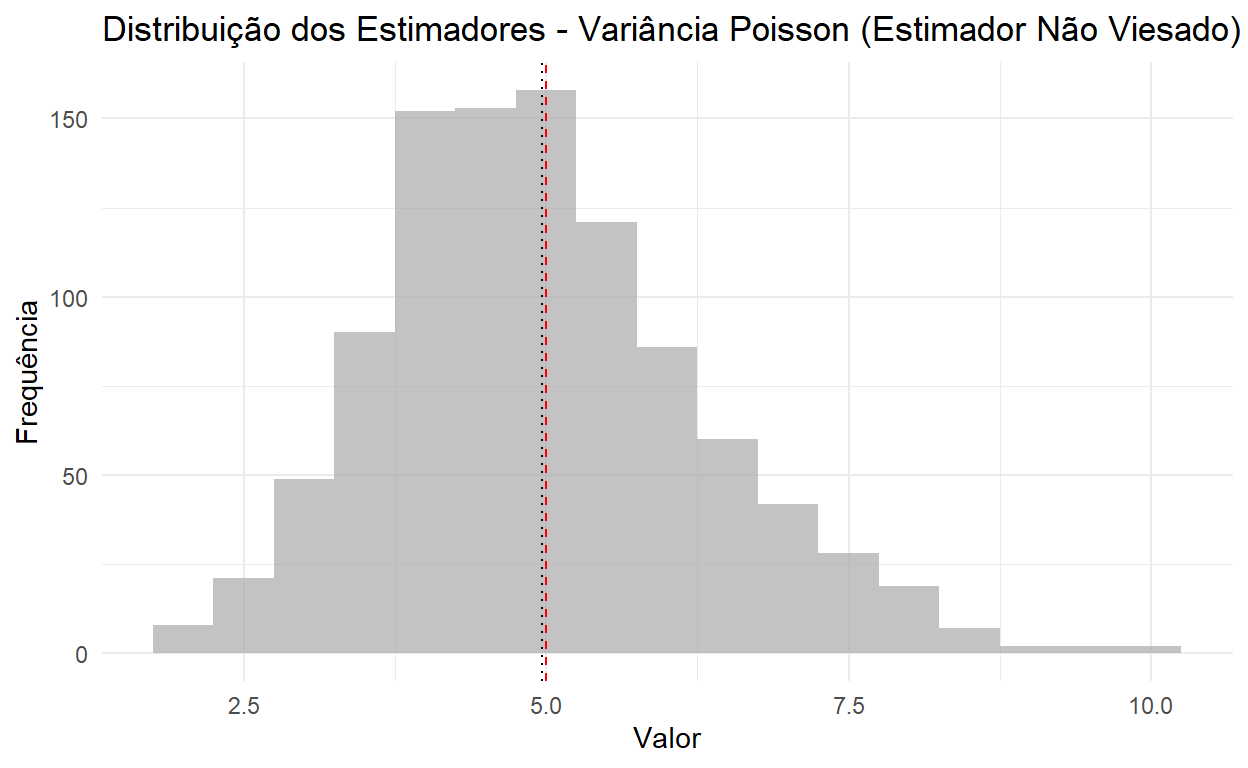 Distribuição dos Estimadores - Variância Poisson (Estimador Não Viesado)
150
100
50
0
Frequência
2.5
5.0
7.5
10.0
Valor